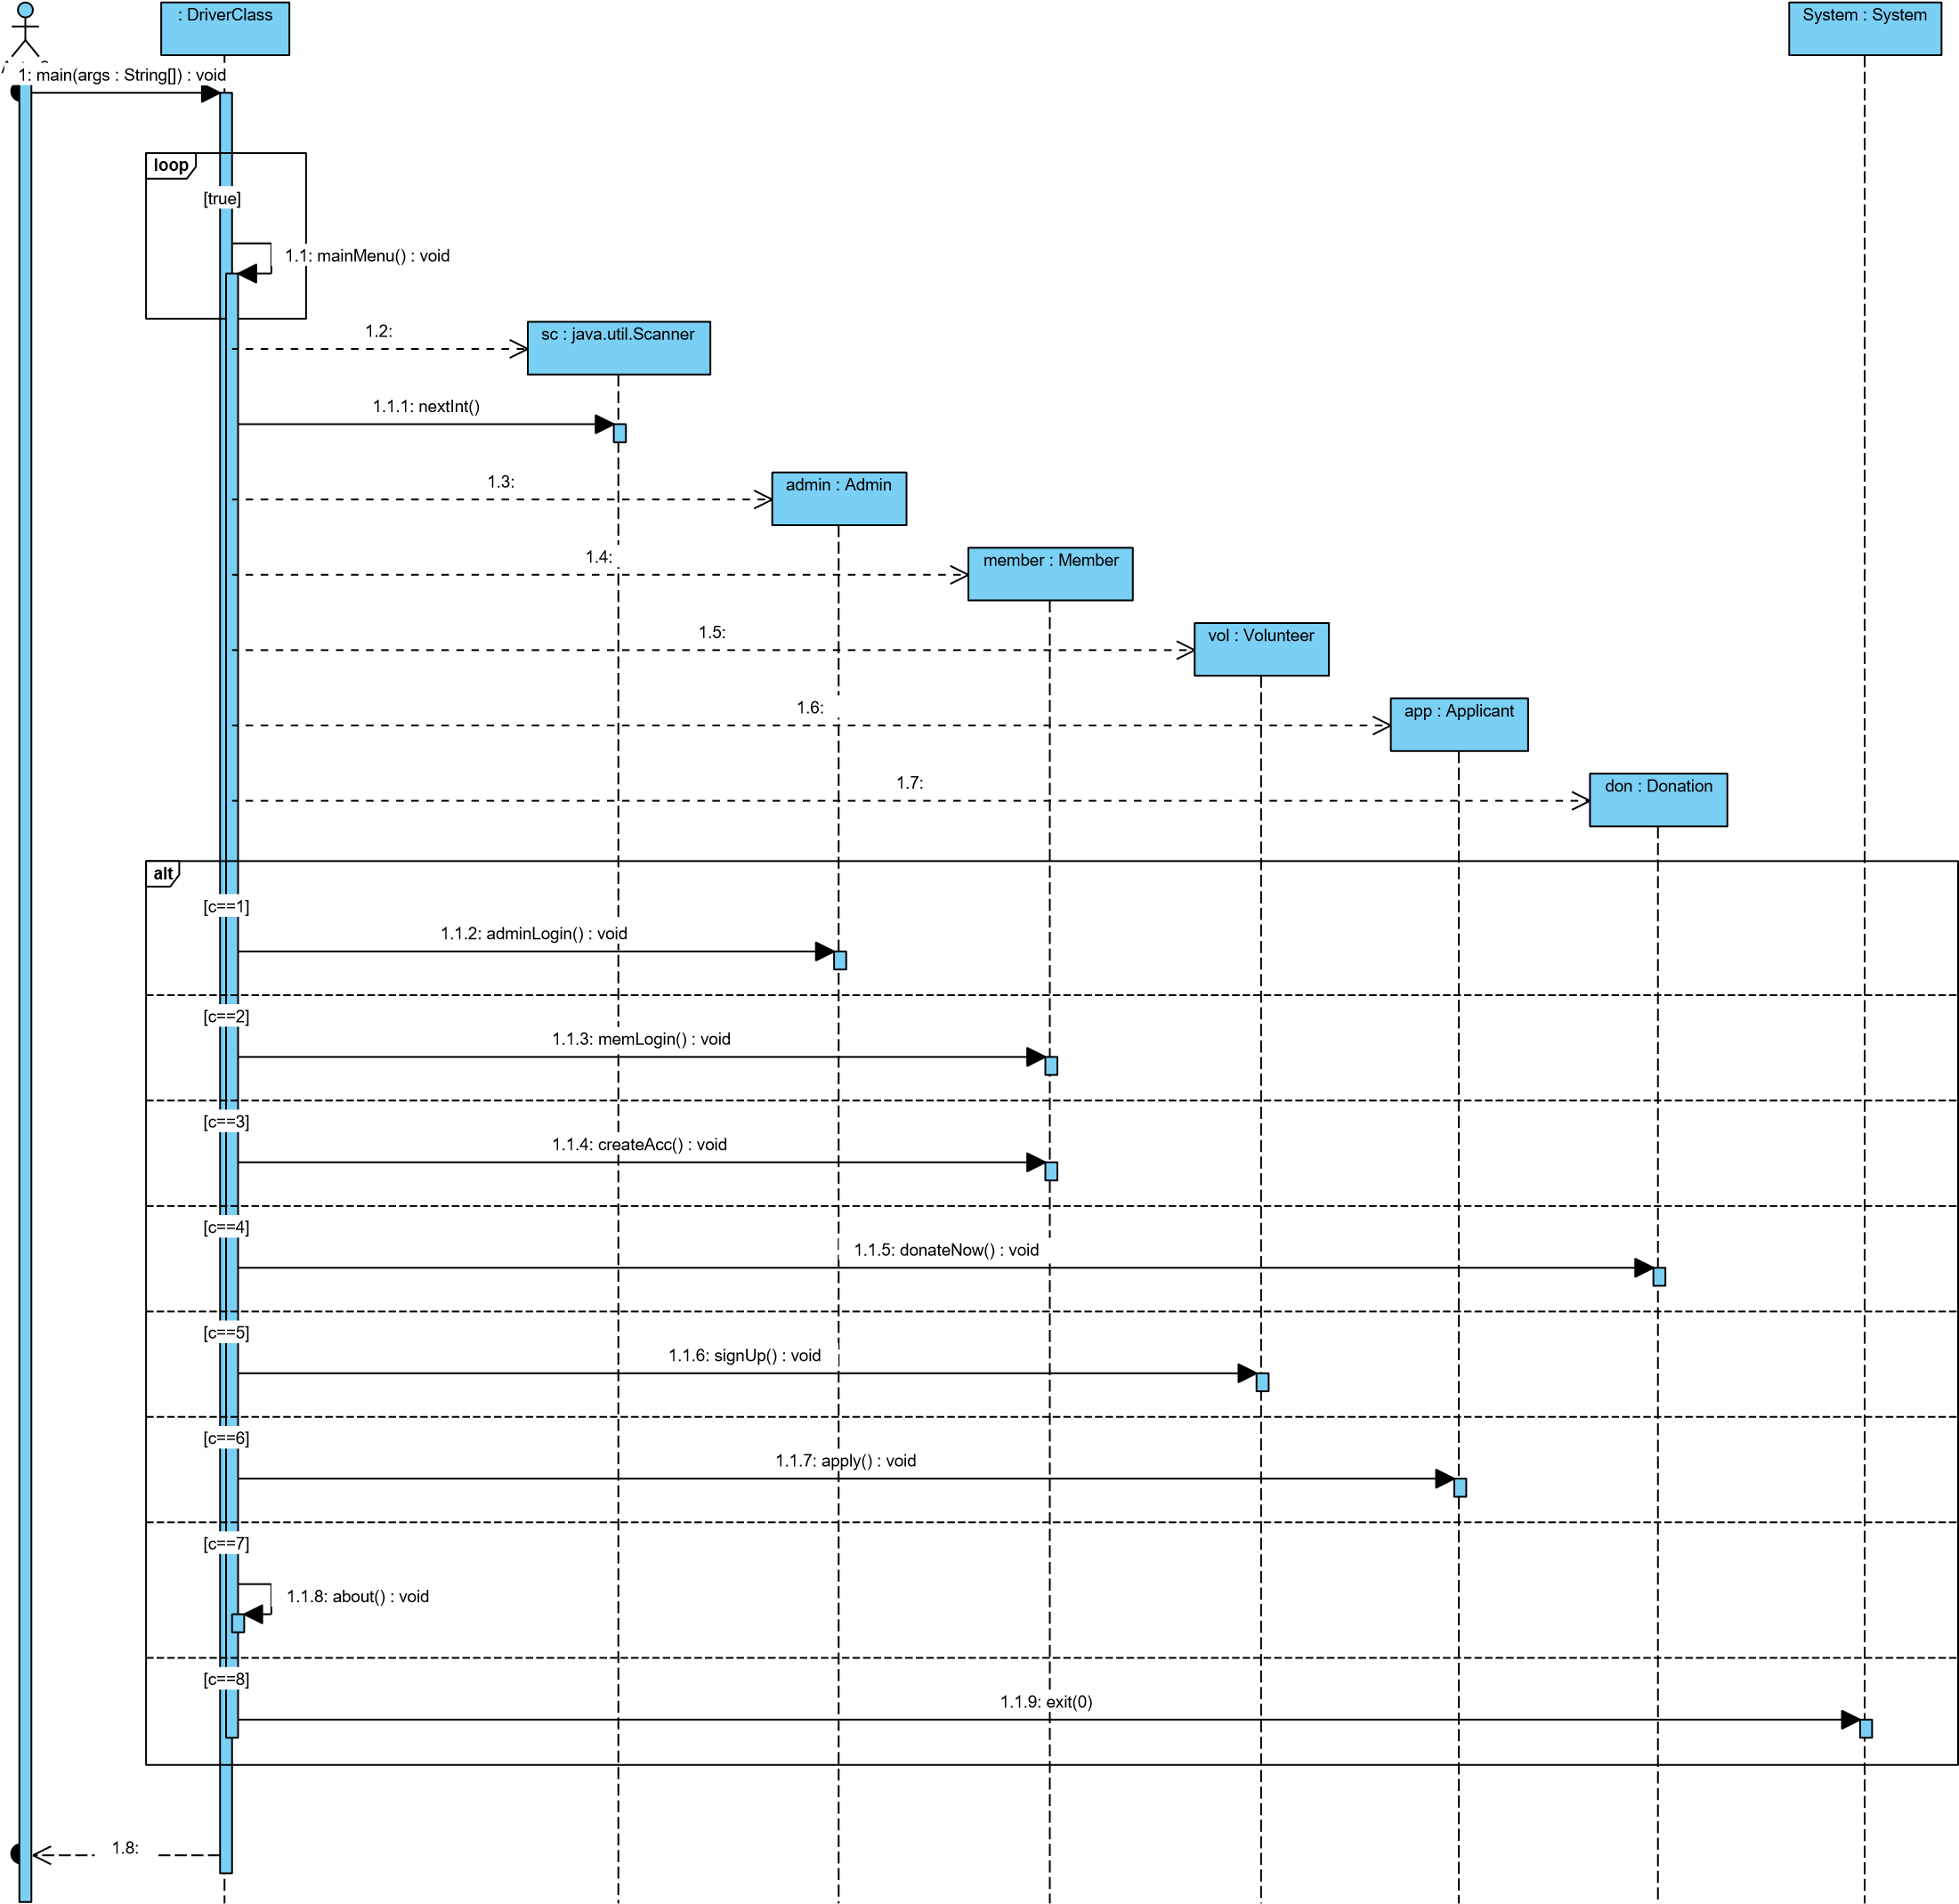 : DriverClass
System : System
1: main(args : String[]) : void
loop
[true]
1.1: mainMenu() : void
1.2:
sc : java.util.Scanner
1.1.1: nextInt()
1.3:
admin : Admin
1.4:
member : Member
1.5:
vol : Volunteer
1.6:
app : Applicant
1.7:
don : Donation
alt
[c==1]
1.1.2: adminLogin() : void
[c==2]
1.1.3: memLogin() : void
[c==3]
1.1.4: createAcc() : void
[c==4]
1.1.5: donateNow() : void
[c==5]
1.1.6: signUp() : void
[c==6]
1.1.7: apply() : void
[c==7]
1.1.8: about() : void
[c==8]
1.1.9: exit(0)
1.8: